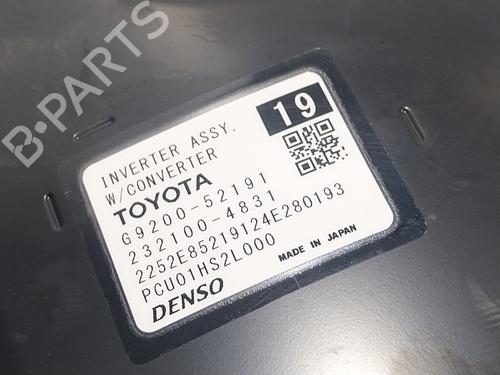 B-PARTS
19
INVERTER ASSY.
W/CONVERTER
TOYOTA
G9200-52191
232100-4831
2252E85219124E280193
PCU01HS2L000
DENSO
MADE IN JAPAN